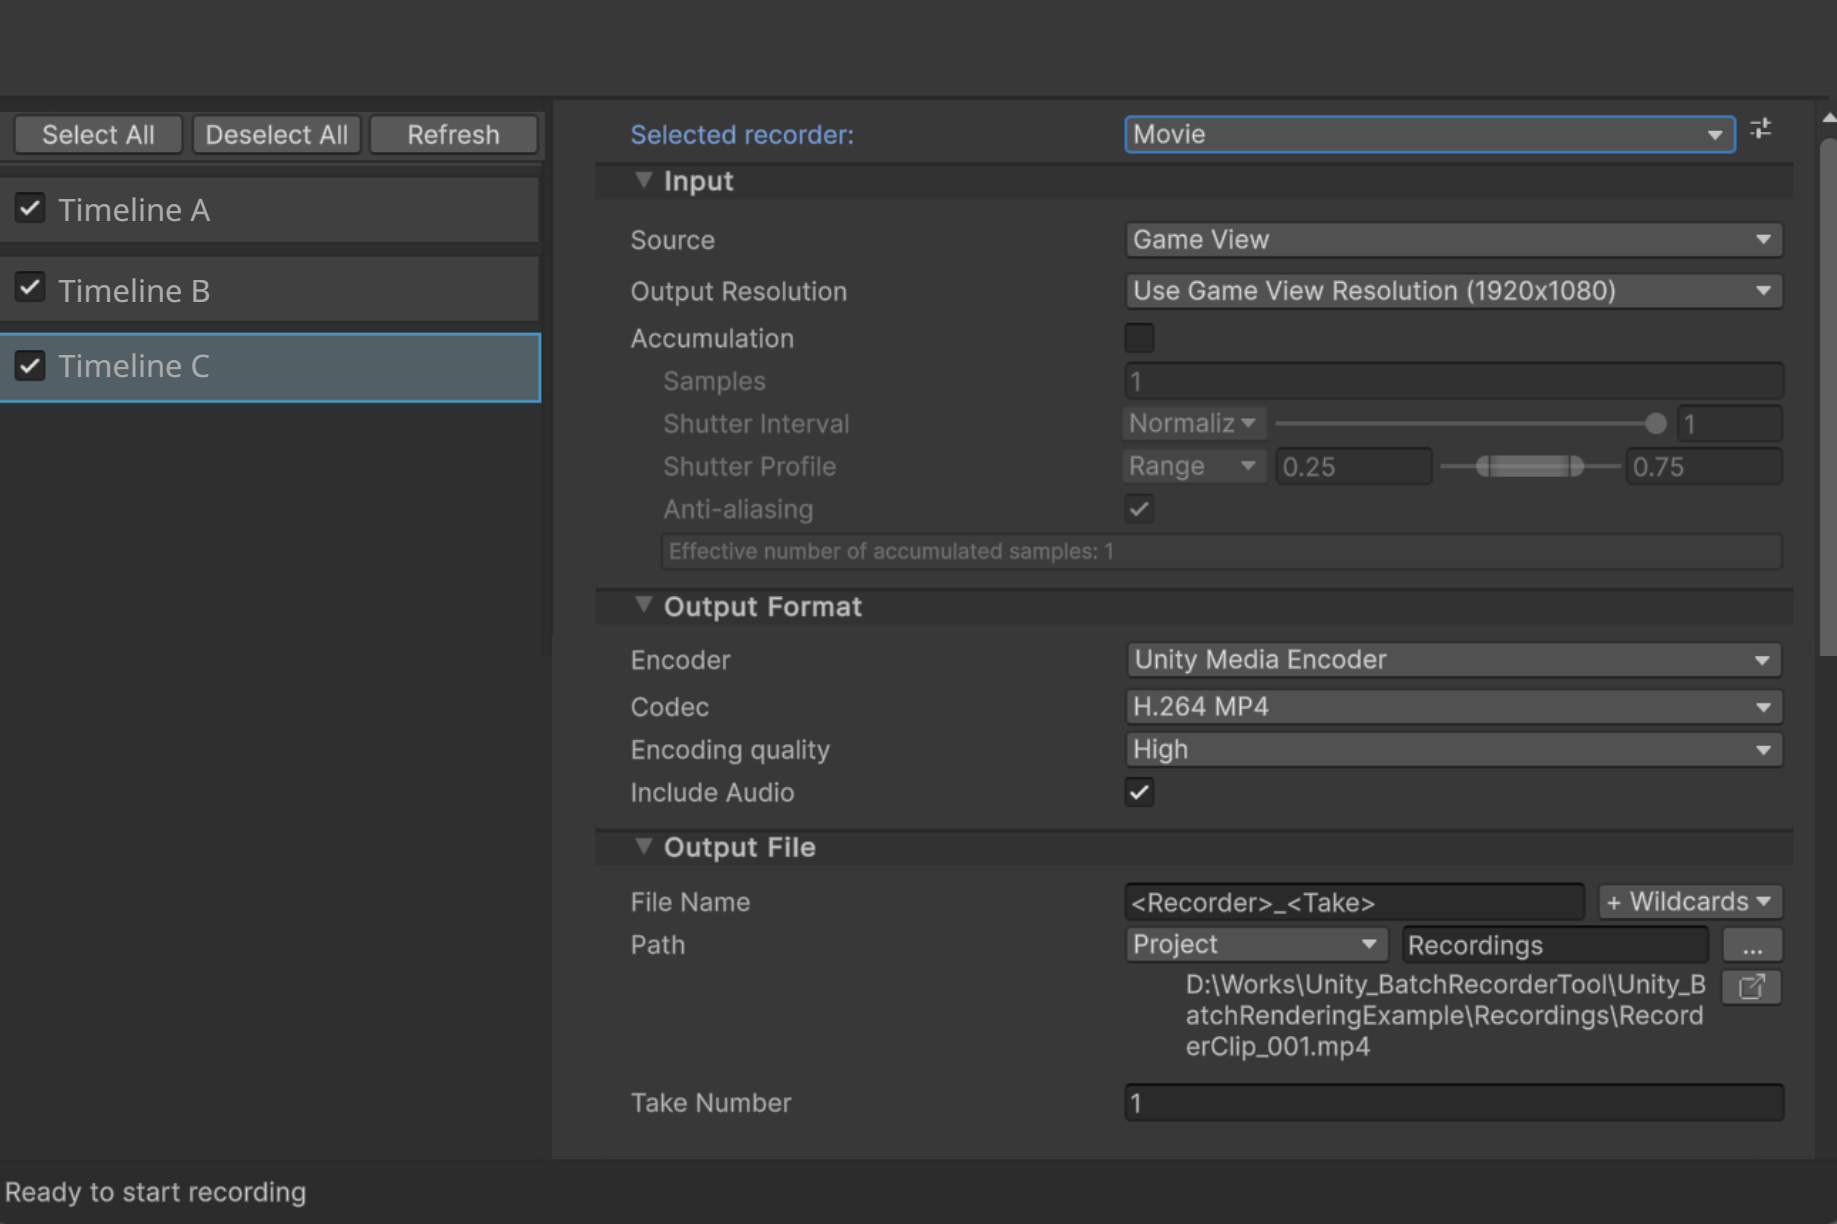 Select All
Deselect All
Refresh
Timeline A
Timeline B
Timeline C
Selected recorder:
Movie
Input
Source
Game View
Output Resolution
Use Game View Resolution (1920x1080)
Accumulation
Samples
1
Shutter Interval
Normaliz
1
Shutter Profile
Range
0.25
0.75
Anti-aliasing
Effective number of accumulated samples: 1
Output Format
Encoder
Unity Media Encoder
Codec
H.264 MP4
Encoding quality
High
Include Audio
Output File
File Name
<Recorder>_<Take>
+ Wildcards
Path
Project
Recordings
...
D:\Works\Unity_BatchRecorderTool\Unity_B
atchRenderingExample\Recordings\Record
erClip_001.mp4
Take Number
1
Ready to start recording